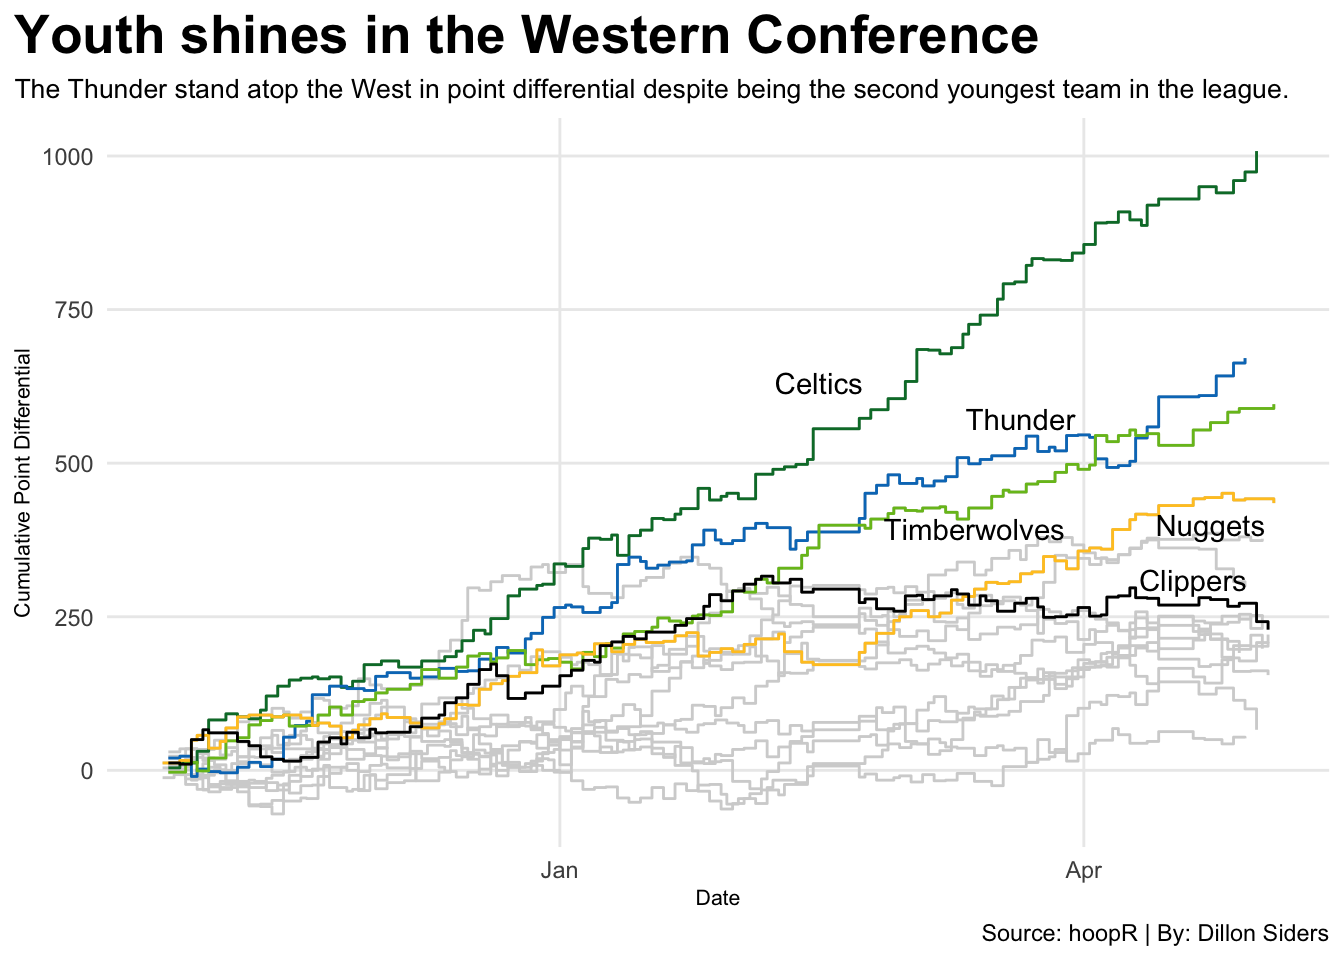 Youth shines in the Western Conference
The Thunder stand atop the West in point differential despite being the second youngest team in the league.
1000
750
500
250
0
Cumulative Point Differential
Celtics
Thunder
Timberwolves
Nuggets
Clippers
Jan
Apr
Date
Source: hoopR | By: Dillon Siders